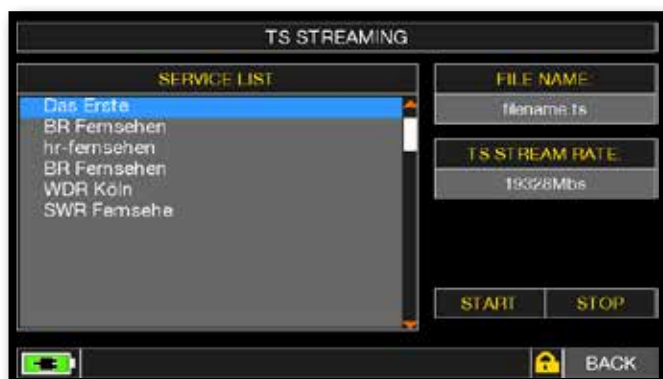 TS STREAMING
SERVICE LIST
Das Erste
BR Fernsehen
hr-fernsehen
BR Fernsehen
WDR Köln
SWR Fernsehe
FILE NAME:
filename.ts
TS STREAM RATE:
19328Mbs
START
STOP
BACK